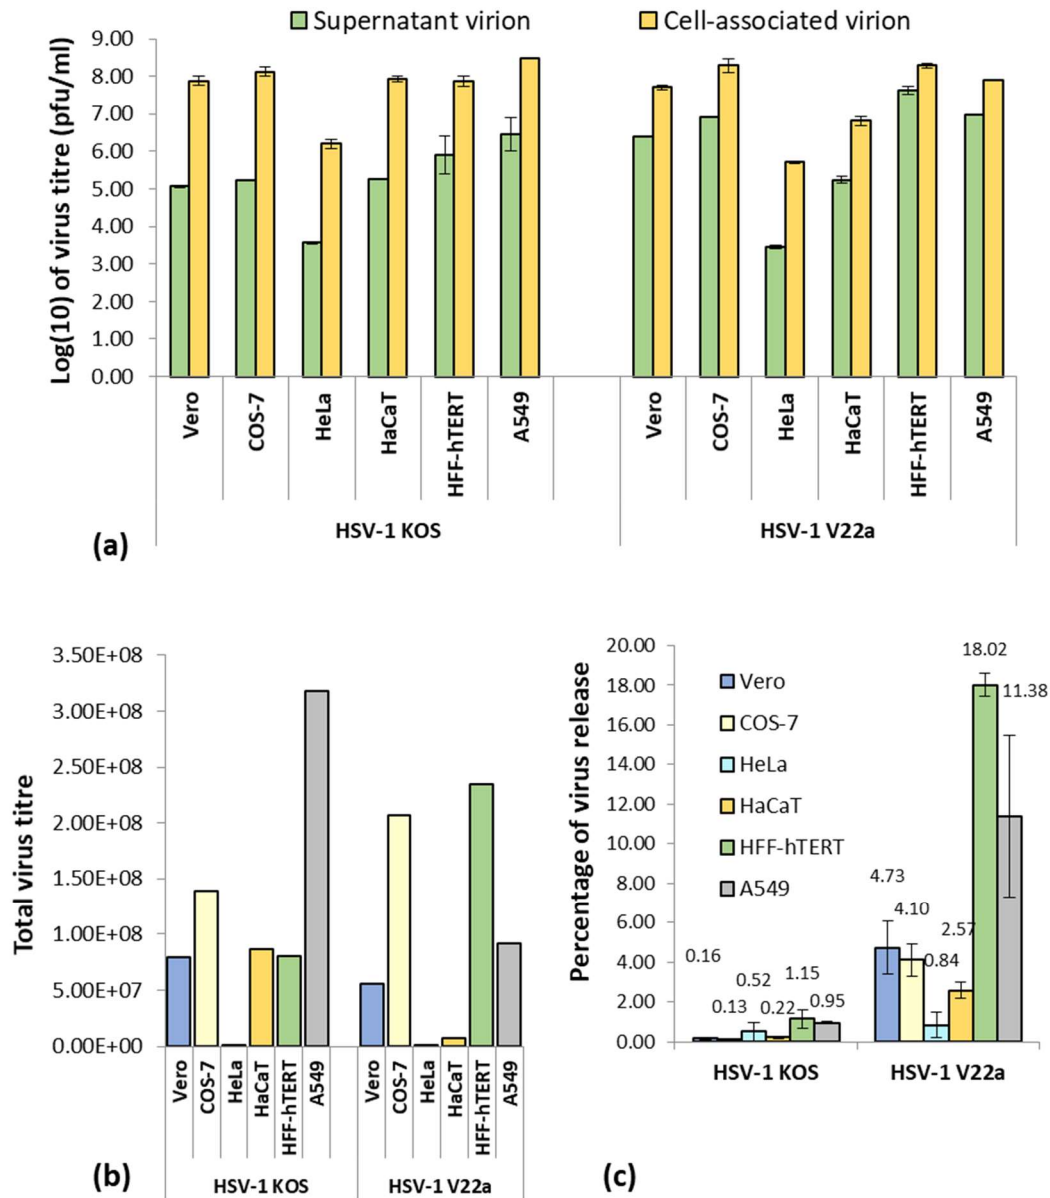 Supernatant virion
Cell-associated virion
Log(10) of virus titre (pfu/ml)
9.00
8.00
7.00
6.00
5.00
4.00
3.00
2.00
1.00
0.00
Vero
COS-7
HeLa
HaCaT
HFF-hTERT
A549
Vero
COS-7
HeLa
HaCaT
HFF-hTERT
A549
HSV-1 KOS
HSV-1 V22a
(a)
Total virus titre
3.50E+08
3.00E+08
2.50E+08
2.00E+08
1.50E+08
1.00E+08
5.00E+07
0.00E+00
Vero
COS-7
HeLa
HaCaT
HFF-hTERT
A549
Vero
COS-7
HeLa
HaCaT
HFF-hTERT
A549
HSV-1 KOS
HSV-1 V22a
(b)
Percentage of virus release
20.00
18.00
16.00
14.00
12.00
10.00
8.00
6.00
4.00
2.00
0.00
Vero
COS-7
HeLa
HaCaT
HFF-hTERT
A549
0.16
0.13
0.52
0.22
1.15
0.95
4.73
4.10
0.84
2.57
18.02
11.38
HSV-1 KOS
HSV-1 V22a
(c)